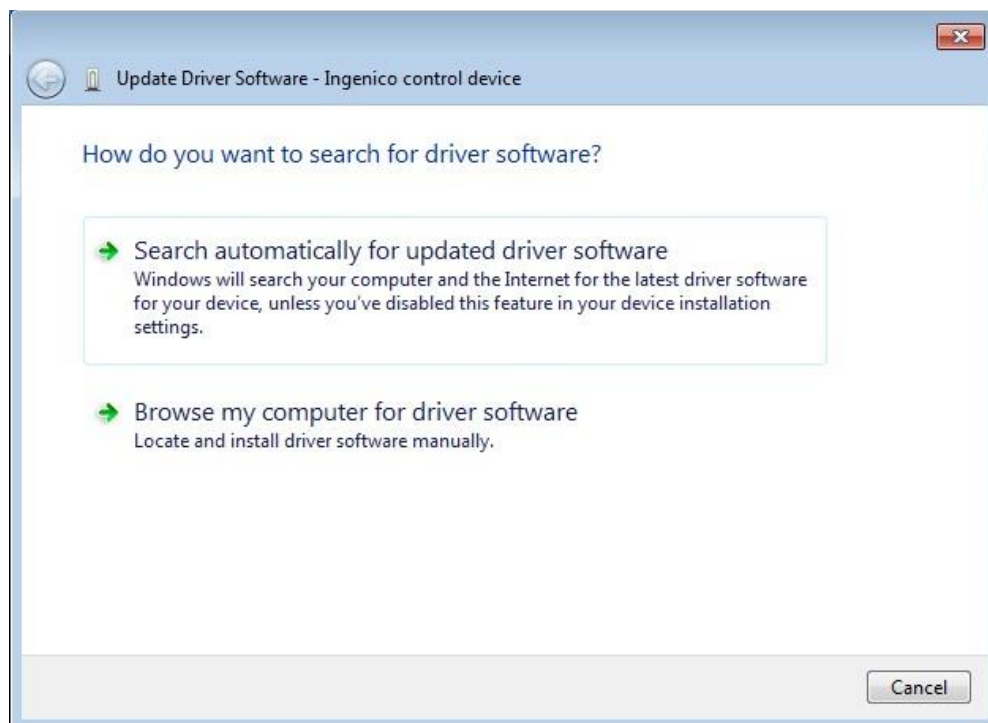 Update Driver Software - Ingenico control device
How do you want to search for driver software?
Search automatically for updated driver software
Windows will search your computer and the Internet for the latest driver software
for your device, unless you've disabled this feature in your device installation
settings.
Browse my computer for driver software
Locate and install driver software manually.
Cancel